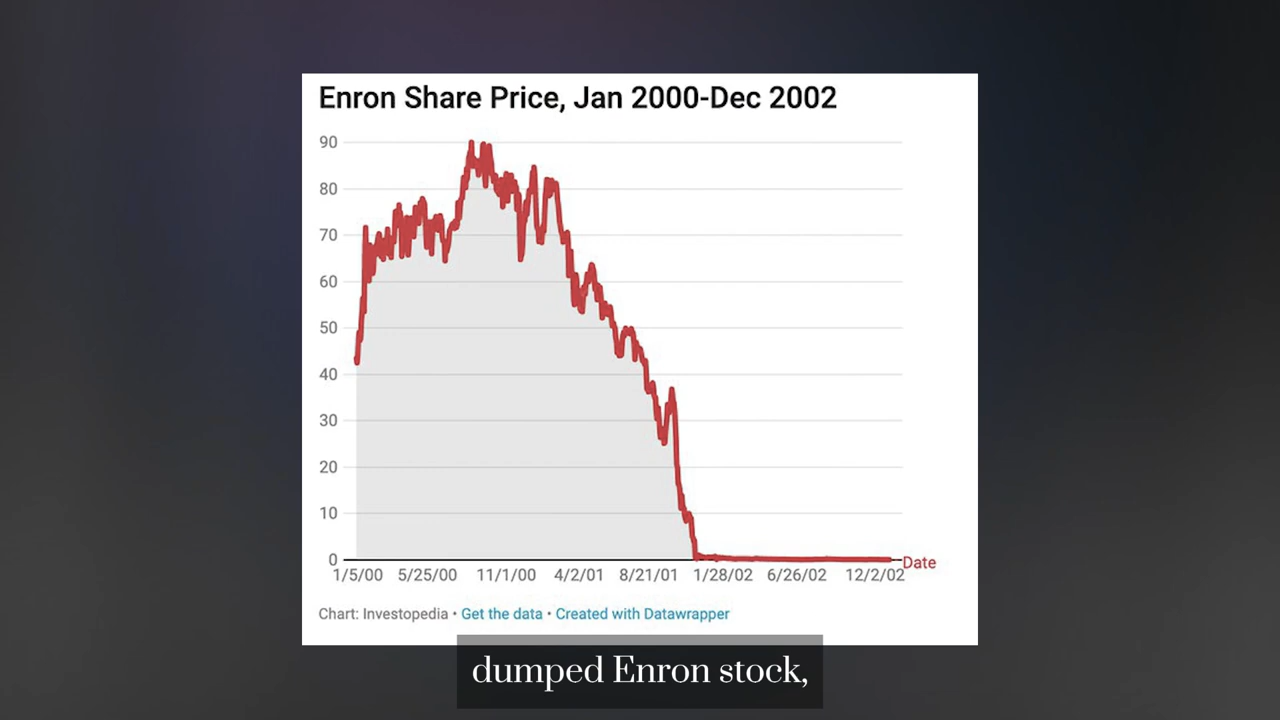 Enron Share Price, Jan 2000-Dec 2002
90
80
70
60
50
40
30
20
10
0
Date
1/5/00 5/25/00 11/1/00 4/2/01 8/21/01 1/28/02 6/26/02 12/2/02
Chart: Investopedia • Get the data • Created with Datawrapper
dumped Enron stock,